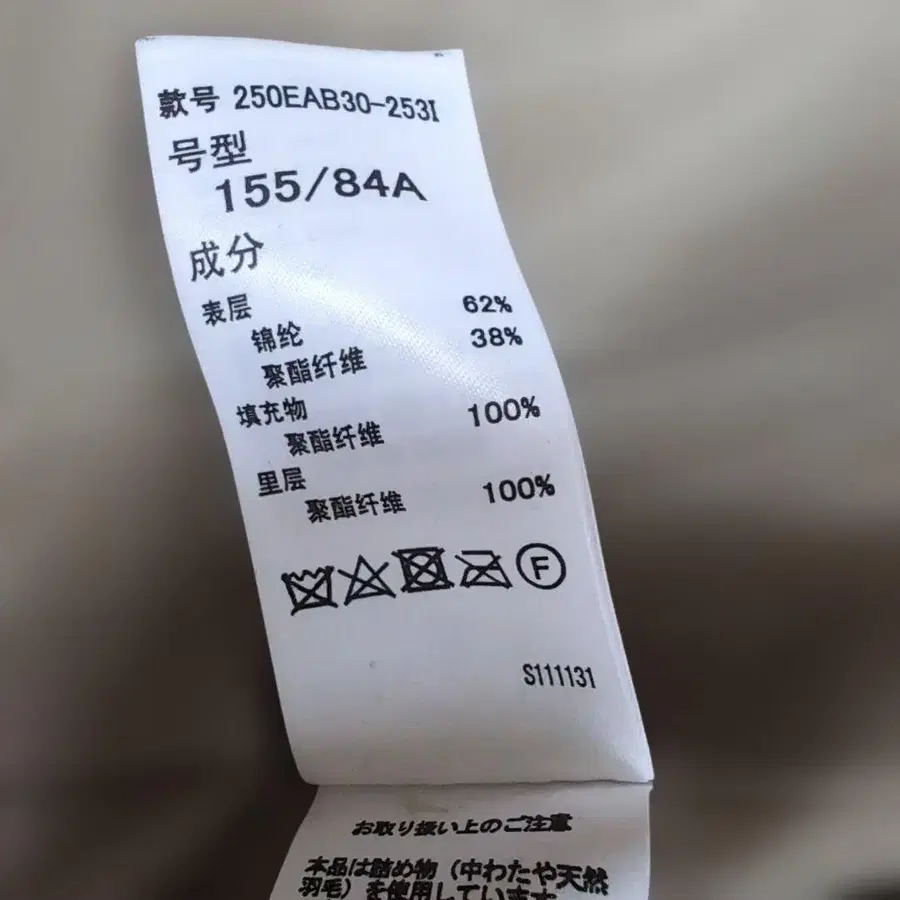 款号 250EAB30-253I
号型
155/84A
成分
表层 62%
锦纶 38%
聚酯纤维
填充物 100%
聚酯纤维
里层 100%
聚酯纤维
F
S111131
お取り扱い上のご注意
本品は詰め物（中わたや天然
羽毛）を使用しています